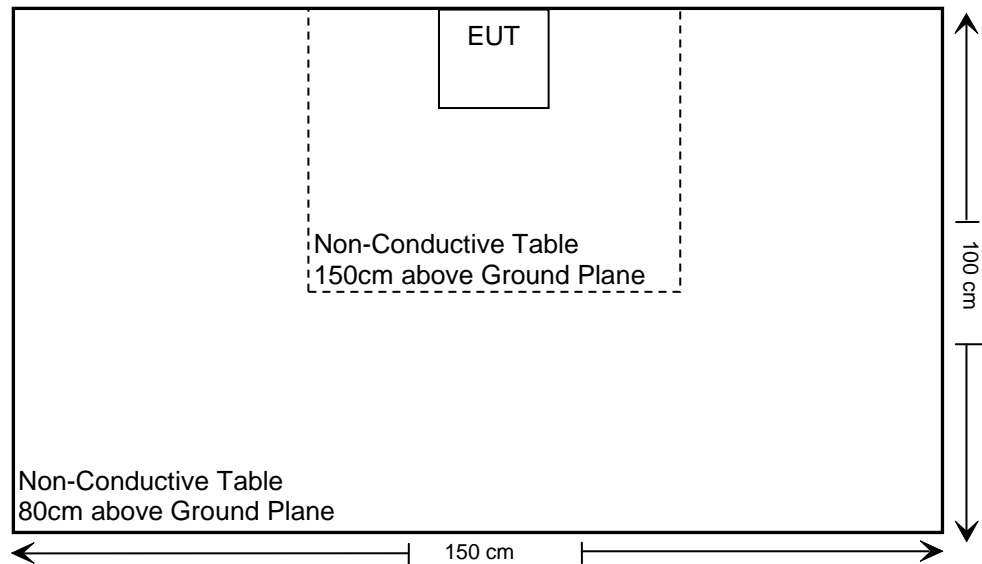 EUT
Non-Conductive Table
150cm above Ground Plane
100 cm
Non-Conductive Table
80cm above Ground Plane
150 cm